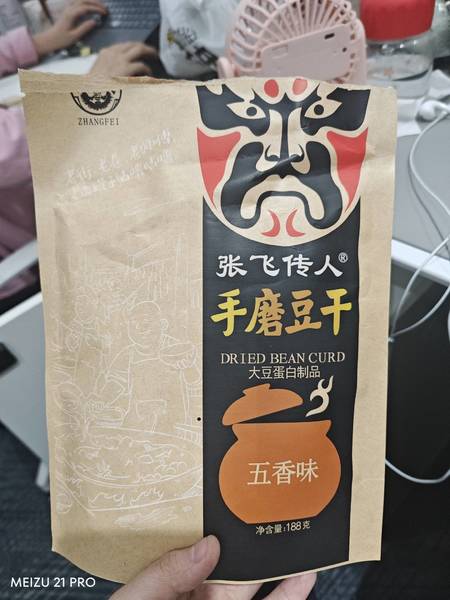 ZHANGFEI
张飞传人®
手磨豆干
DRIED BEAN CURD
大豆蛋白制品
五香味
净含量:188克
MEIZU 21 PRO